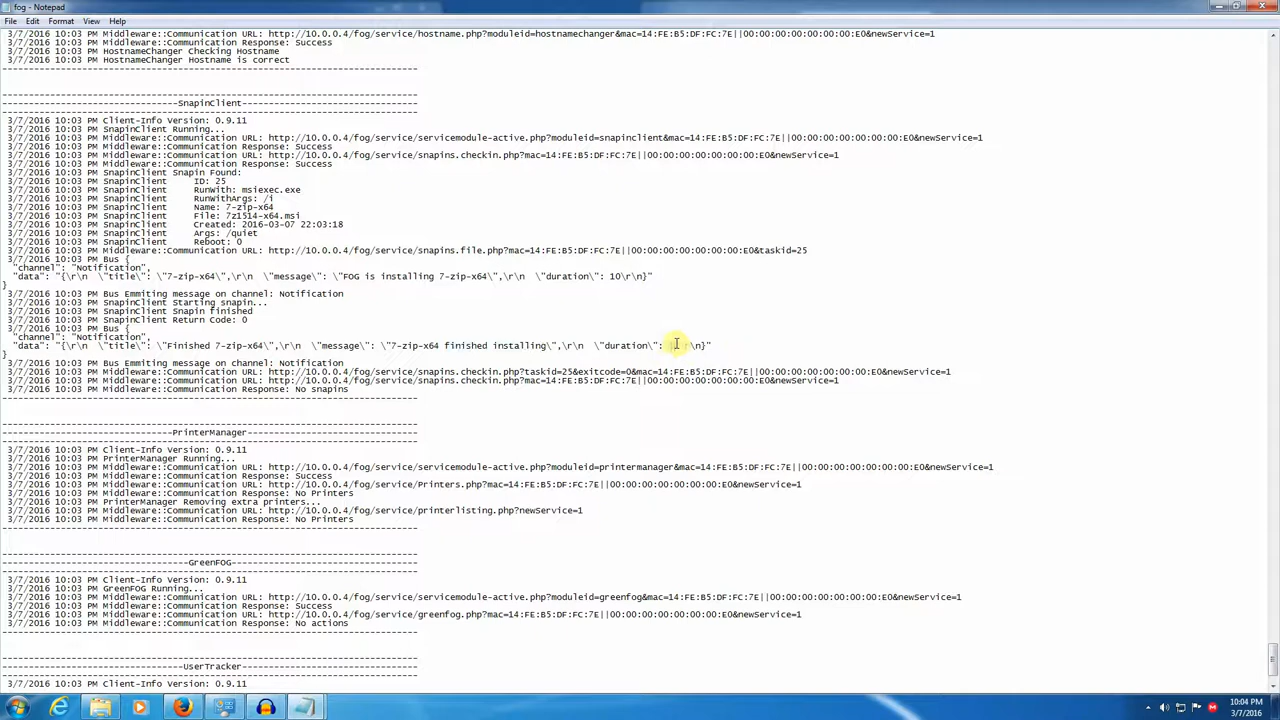 fog - Notepad
File Edit Format View Help
3/7/2016 10:03 PM Middleware::Communication URL: http://10.0.0.4/fog/service/hostname.php?moduleid=hostnamechanger&mac=14:FE:B5:DF:FC:7E||00:00:00:00:00:00:E0&newService=1
3/7/2016 10:03 PM Middleware::Communication Response: Success
3/7/2016 10:03 PM HostnameChanger Checking Hostname
3/7/2016 10:03 PM HostnameChanger Hostname is correct
--------------------------------------------------------------------------------
--------------------------------------------------------------------------------
----------------------------------SnapinClient----------------------------------
--------------------------------------------------------------------------------
3/7/2016 10:03 PM Client-Info Version: 0.9.11
3/7/2016 10:03 PM SnapinClient Running...
3/7/2016 10:03 PM Middleware::Communication URL: http://10.0.0.4/fog/service/servicemodule-active.php?moduleid=snapinclient&mac=14:FE:B5:DF:FC:7E||00:00:00:00:00:00:E0&newService=1
3/7/2016 10:03 PM Middleware::Communication Response: Success
3/7/2016 10:03 PM Middleware::Communication URL: http://10.0.0.4/fog/service/snapins.checkin.php?mac=14:FE:B5:DF:FC:7E||00:00:00:00:00:00:E0&newService=1
3/7/2016 10:03 PM Middleware::Communication Response: Success
3/7/2016 10:03 PM SnapinClient Snapin Found:
3/7/2016 10:03 PM SnapinClient     ID: 25
3/7/2016 10:03 PM SnapinClient     RunWith: msiexec.exe
3/7/2016 10:03 PM SnapinClient     RunWithArgs: /i
3/7/2016 10:03 PM SnapinClient     Name: 7-zip-x64
3/7/2016 10:03 PM SnapinClient     File: 7z1514-x64.msi
3/7/2016 10:03 PM SnapinClient     Created: 2016-03-07 22:03:18
3/7/2016 10:03 PM SnapinClient     Args: /quiet
3/7/2016 10:03 PM SnapinClient     Reboot: 0
3/7/2016 10:03 PM Middleware::Communication URL: http://10.0.0.4/fog/service/snapins.file.php?mac=14:FE:B5:DF:FC:7E||00:00:00:00:00:00:E0&taskid=25
3/7/2016 10:03 PM Bus {
"channel": "Notification",
"data": "{\r\n  \"title\": \"7-zip-x64\",\r\n  \"message\": \"FOG is installing 7-zip-x64\",\r\n  \"duration\": 10\r\n}"
}
3/7/2016 10:03 PM Bus Emmiting message on channel: Notification
3/7/2016 10:03 PM SnapinClient Starting snapin...
3/7/2016 10:03 PM SnapinClient Snapin finished
3/7/2016 10:03 PM SnapinClient Return Code: 0
3/7/2016 10:03 PM Bus {
"channel": "Notification",
"data": "{\r\n  \"title\": \"Finished 7-zip-x64\",\r\n  \"message\": \"7-zip-x64 finished installing\",\r\n  \"duration\": \r\n}"
}
3/7/2016 10:03 PM Bus Emmiting message on channel: Notification
3/7/2016 10:03 PM Middleware::Communication URL: http://10.0.0.4/fog/service/snapins.checkin.php?taskid=25&exitcode=0&mac=14:FE:B5:DF:FC:7E||00:00:00:00:00:00:E0&newService=1
3/7/2016 10:03 PM Middleware::Communication URL: http://10.0.0.4/fog/service/snapins.checkin.php?mac=14:FE:B5:DF:FC:7E||00:00:00:00:00:00:E0&newService=1
3/7/2016 10:03 PM Middleware::Communication Response: No snapins
--------------------------------------------------------------------------------
--------------------------------------------------------------------------------
---------------------------------PrinterManager---------------------------------
--------------------------------------------------------------------------------
3/7/2016 10:03 PM Client-Info Version: 0.9.11
3/7/2016 10:03 PM PrinterManager Running...
3/7/2016 10:03 PM Middleware::Communication URL: http://10.0.0.4/fog/service/servicemodule-active.php?moduleid=printermanager&mac=14:FE:B5:DF:FC:7E||00:00:00:00:00:00:E0&newService=1
3/7/2016 10:03 PM Middleware::Communication Response: Success
3/7/2016 10:03 PM Middleware::Communication URL: http://10.0.0.4/fog/service/Printers.php?mac=14:FE:B5:DF:FC:7E||00:00:00:00:00:00:E0&newService=1
3/7/2016 10:03 PM Middleware::Communication Response: No Printers
3/7/2016 10:03 PM PrinterManager Removing extra printers...
3/7/2016 10:03 PM Middleware::Communication URL: http://10.0.0.4/fog/service/printerlisting.php?newService=1
3/7/2016 10:03 PM Middleware::Communication Response: No Printers
--------------------------------------------------------------------------------
--------------------------------------------------------------------------------
------------------------------------GreenFOG------------------------------------
--------------------------------------------------------------------------------
3/7/2016 10:03 PM Client-Info Version: 0.9.11
3/7/2016 10:03 PM GreenFOG Running...
3/7/2016 10:03 PM Middleware::Communication URL: http://10.0.0.4/fog/service/servicemodule-active.php?moduleid=greenfog&mac=14:FE:B5:DF:FC:7E||00:00:00:00:00:00:E0&newService=1
3/7/2016 10:03 PM Middleware::Communication Response: Success
3/7/2016 10:03 PM Middleware::Communication URL: http://10.0.0.4/fog/service/greenfog.php?mac=14:FE:B5:DF:FC:7E||00:00:00:00:00:00:E0&newService=1
3/7/2016 10:03 PM Middleware::Communication Response: No actions
--------------------------------------------------------------------------------
--------------------------------------------------------------------------------
-----------------------------------UserTracker----------------------------------
--------------------------------------------------------------------------------
3/7/2016 10:03 PM Client-Info Version: 0.9.11
10:04 PM
3/7/2016